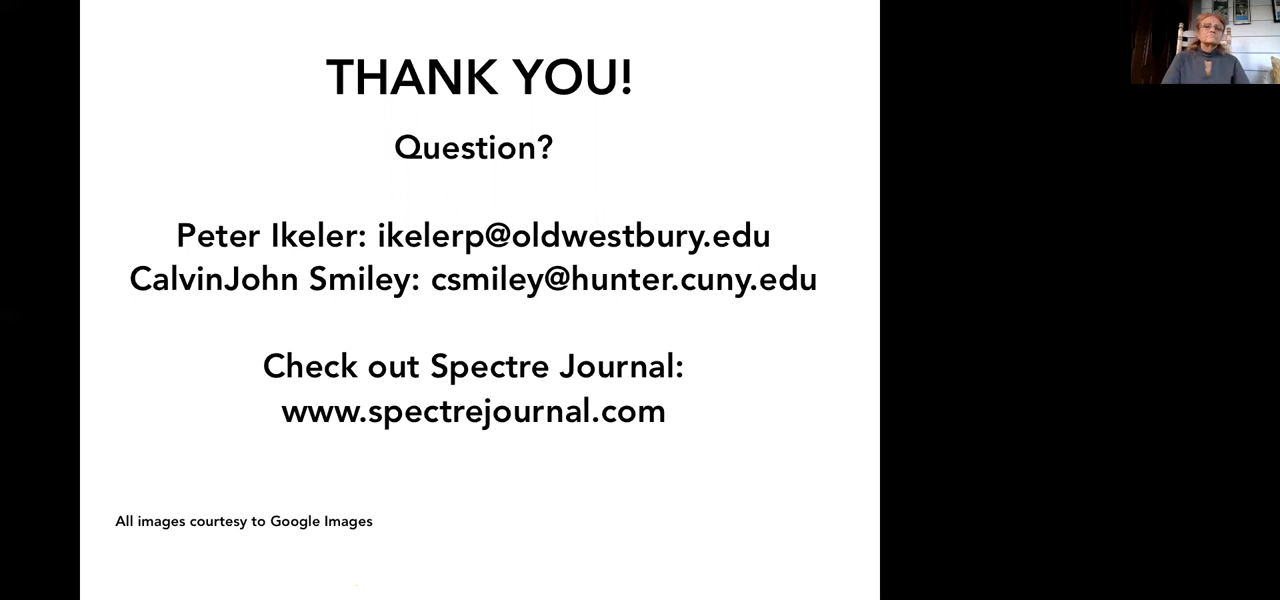 THANK YOU!
Question?
Peter Ikeler: ikelerp@oldwestbury.edu
CalvinJohn Smiley: csmiley@hunter.cuny.edu
Check out Spectre Journal:
www.spectrejournal.com
All images courtesy to Google Images